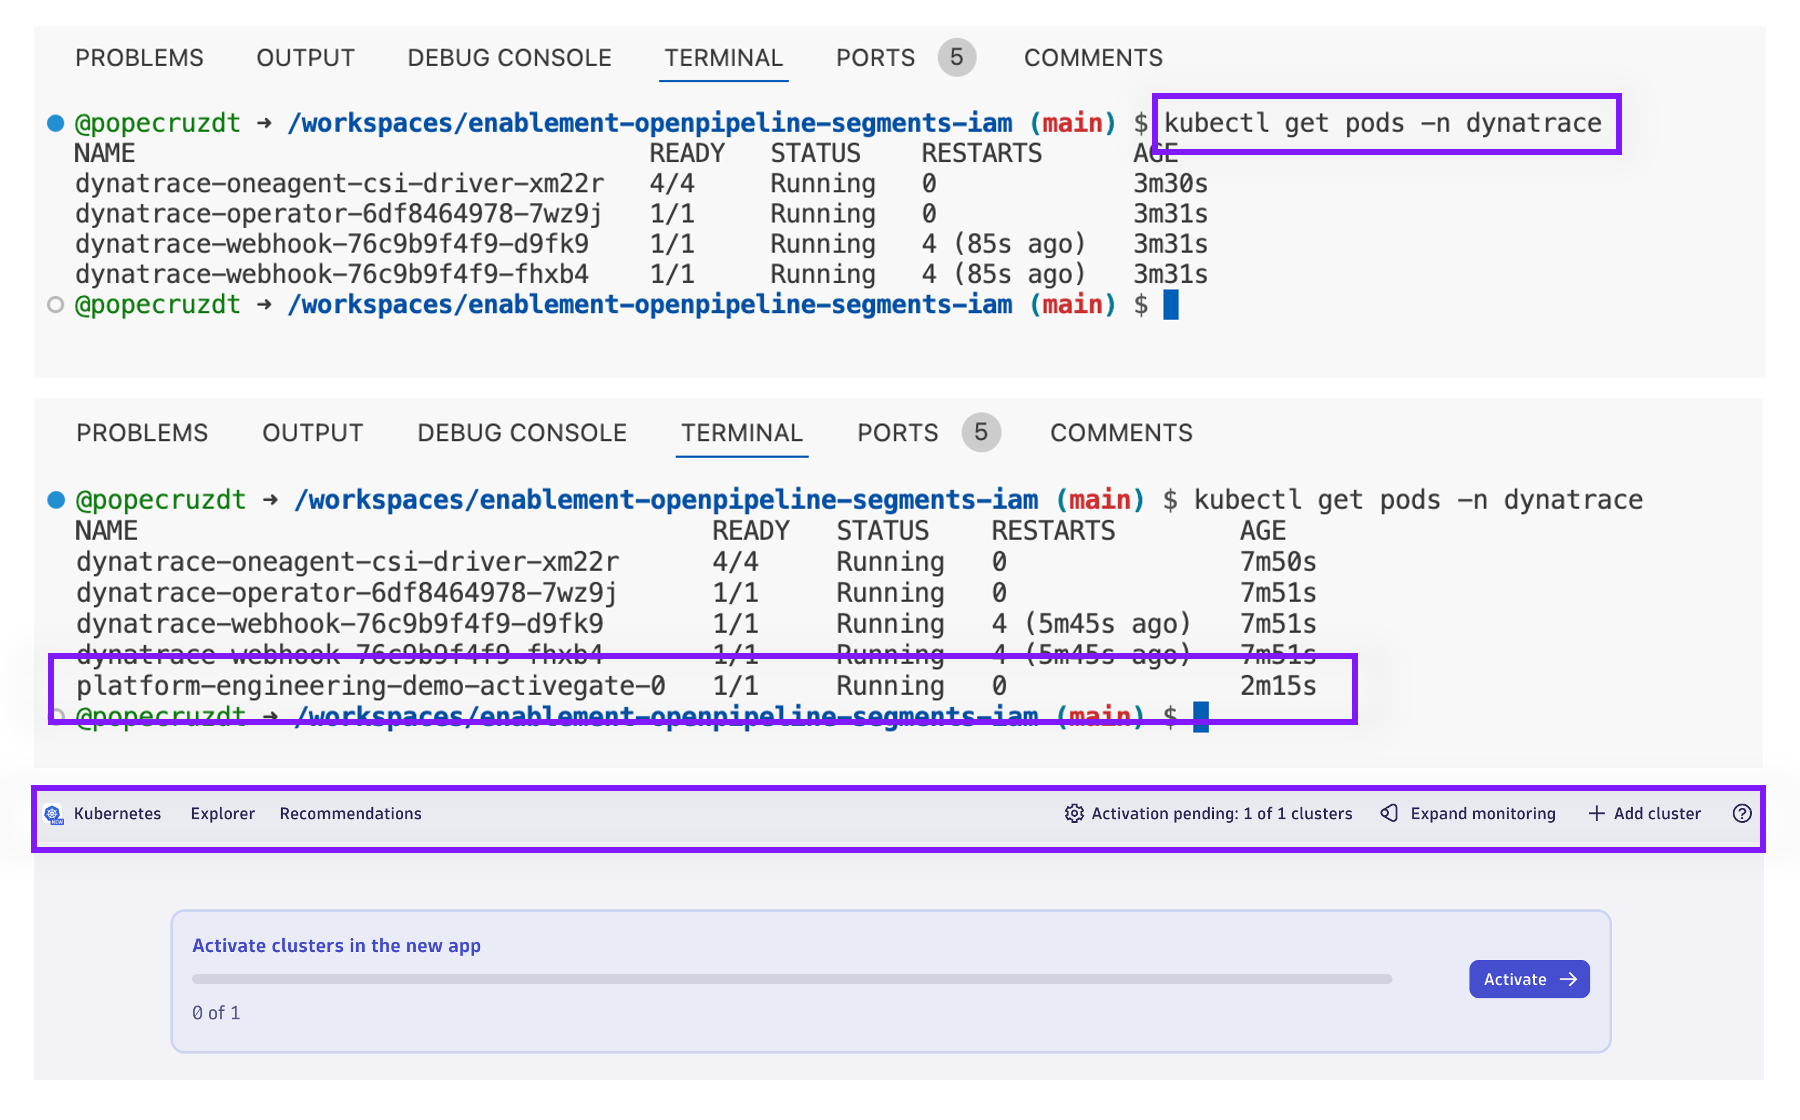 PROBLEMS OUTPUT DEBUG CONSOLE TERMINAL PORTS 5 COMMENTS
@popecruzdt → /workspaces/enablement-openpipeline-segments-iam (main) $ kubectl get pods -n dynatrace
NAME READY STATUS RESTARTS AGE
dynatrace-oneagent-csi-driver-xm22r 4/4 Running 0 3m30s
dynatrace-operator-6df8464978-7wz9j 1/1 Running 0 3m31s
dynatrace-webhook-76c9b9f4f9-d9fk9 1/1 Running 4 (85s ago) 3m31s
dynatrace-webhook-76c9b9f4f9-fhxb4 1/1 Running 4 (85s ago) 3m31s
@popecruzdt → /workspaces/enablement-openpipeline-segments-iam (main) $
PROBLEMS OUTPUT DEBUG CONSOLE TERMINAL PORTS 5 COMMENTS
@popecruzdt → /workspaces/enablement-openpipeline-segments-iam (main) $ kubectl get pods -n dynatrace
NAME READY STATUS RESTARTS AGE
dynatrace-oneagent-csi-driver-xm22r 4/4 Running 0 7m50s
dynatrace-operator-6df8464978-7wz9j 1/1 Running 0 7m51s
dynatrace-webhook-76c9b9f4f9-d9fk9 1/1 Running 4 (5m45s ago) 7m51s
dynatrace-webhook-76c9b9f4f9-fhxb4 1/1 Running 4 (5m45s ago) 7m51s
platform-engineering-demo-activegate-0 1/1 Running 0 2m15s
@popecruzdt → /workspaces/enablement-openpipeline-segments-iam (main) $
Kubernetes Explorer Recommendations Activation pending: 1 of 1 clusters Expand monitoring + Add cluster ?
Activate clusters in the new app
Activate →
0 of 1